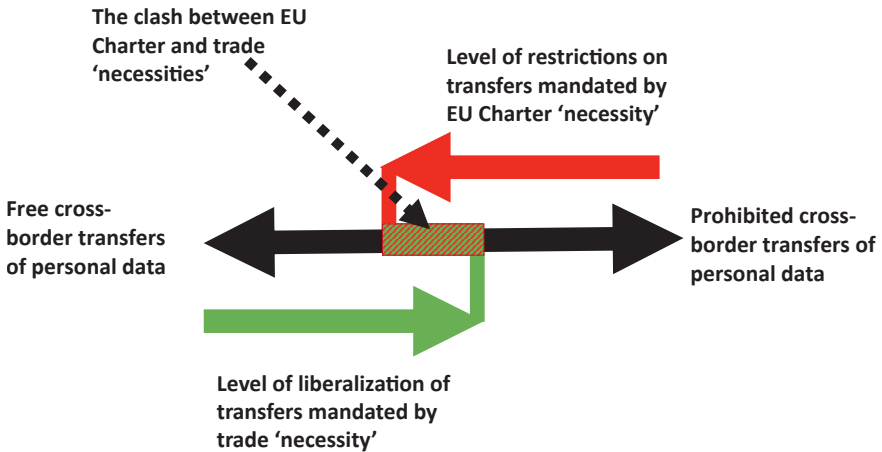 The clash between EU
Charter and trade
‘necessities’
Level of restrictions on
transfers mandated by
EU Charter ‘necessity’
Free cross-
border transfers
of personal data
Prohibited cross-
border transfers of
personal data
Level of liberalization of
transfers mandated by
trade ‘necessity’